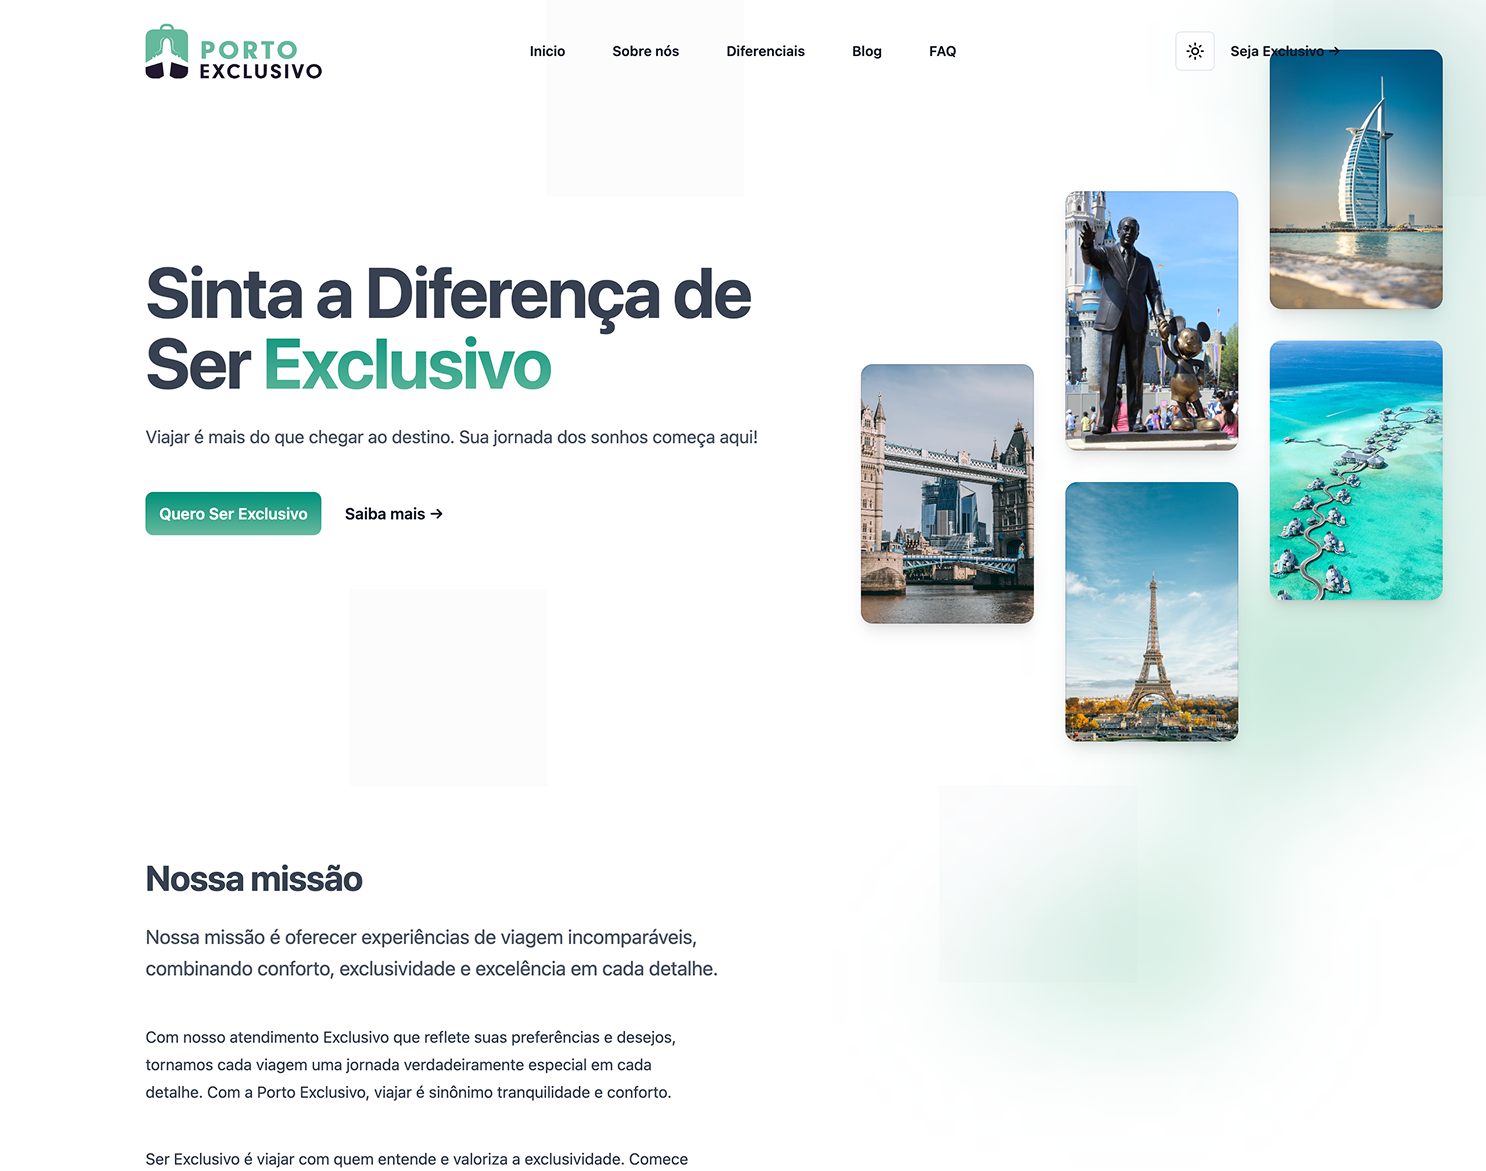 PORTO
EXCLUSIVO
Inicio
Sobre nós
Diferenciais
Blog
FAQ
Seja Exclusivo →
Sinta a Diferença de
Ser Exclusivo
Viajar é mais do que chegar ao destino. Sua jornada dos sonhos começa aqui!
Quero Ser Exclusivo
Saiba mais →
Nossa missão
Nossa missão é oferecer experiências de viagem incomparáveis,
combinando conforto, exclusividade e excelência em cada detalhe.
Com nosso atendimento Exclusivo que reflete suas preferências e desejos,
tornamos cada viagem uma jornada verdadeiramente especial em cada
detalhe. Com a Porto Exclusivo, viajar é sinônimo tranquilidade e conforto.
Ser Exclusivo é viajar com quem entende e valoriza a exclusividade. Comece